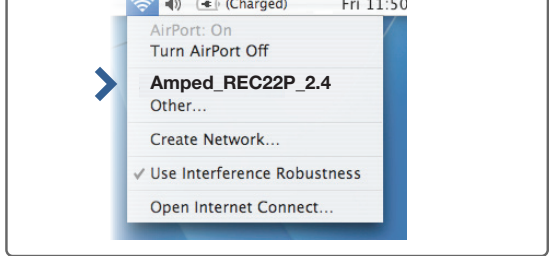 (Charged) Fri 11:50
AirPort: On
Turn AirPort Off
Amped_REC22P_2.4
Other...
Create Network...
✓ Use Interference Robustness
Open Internet Connect...